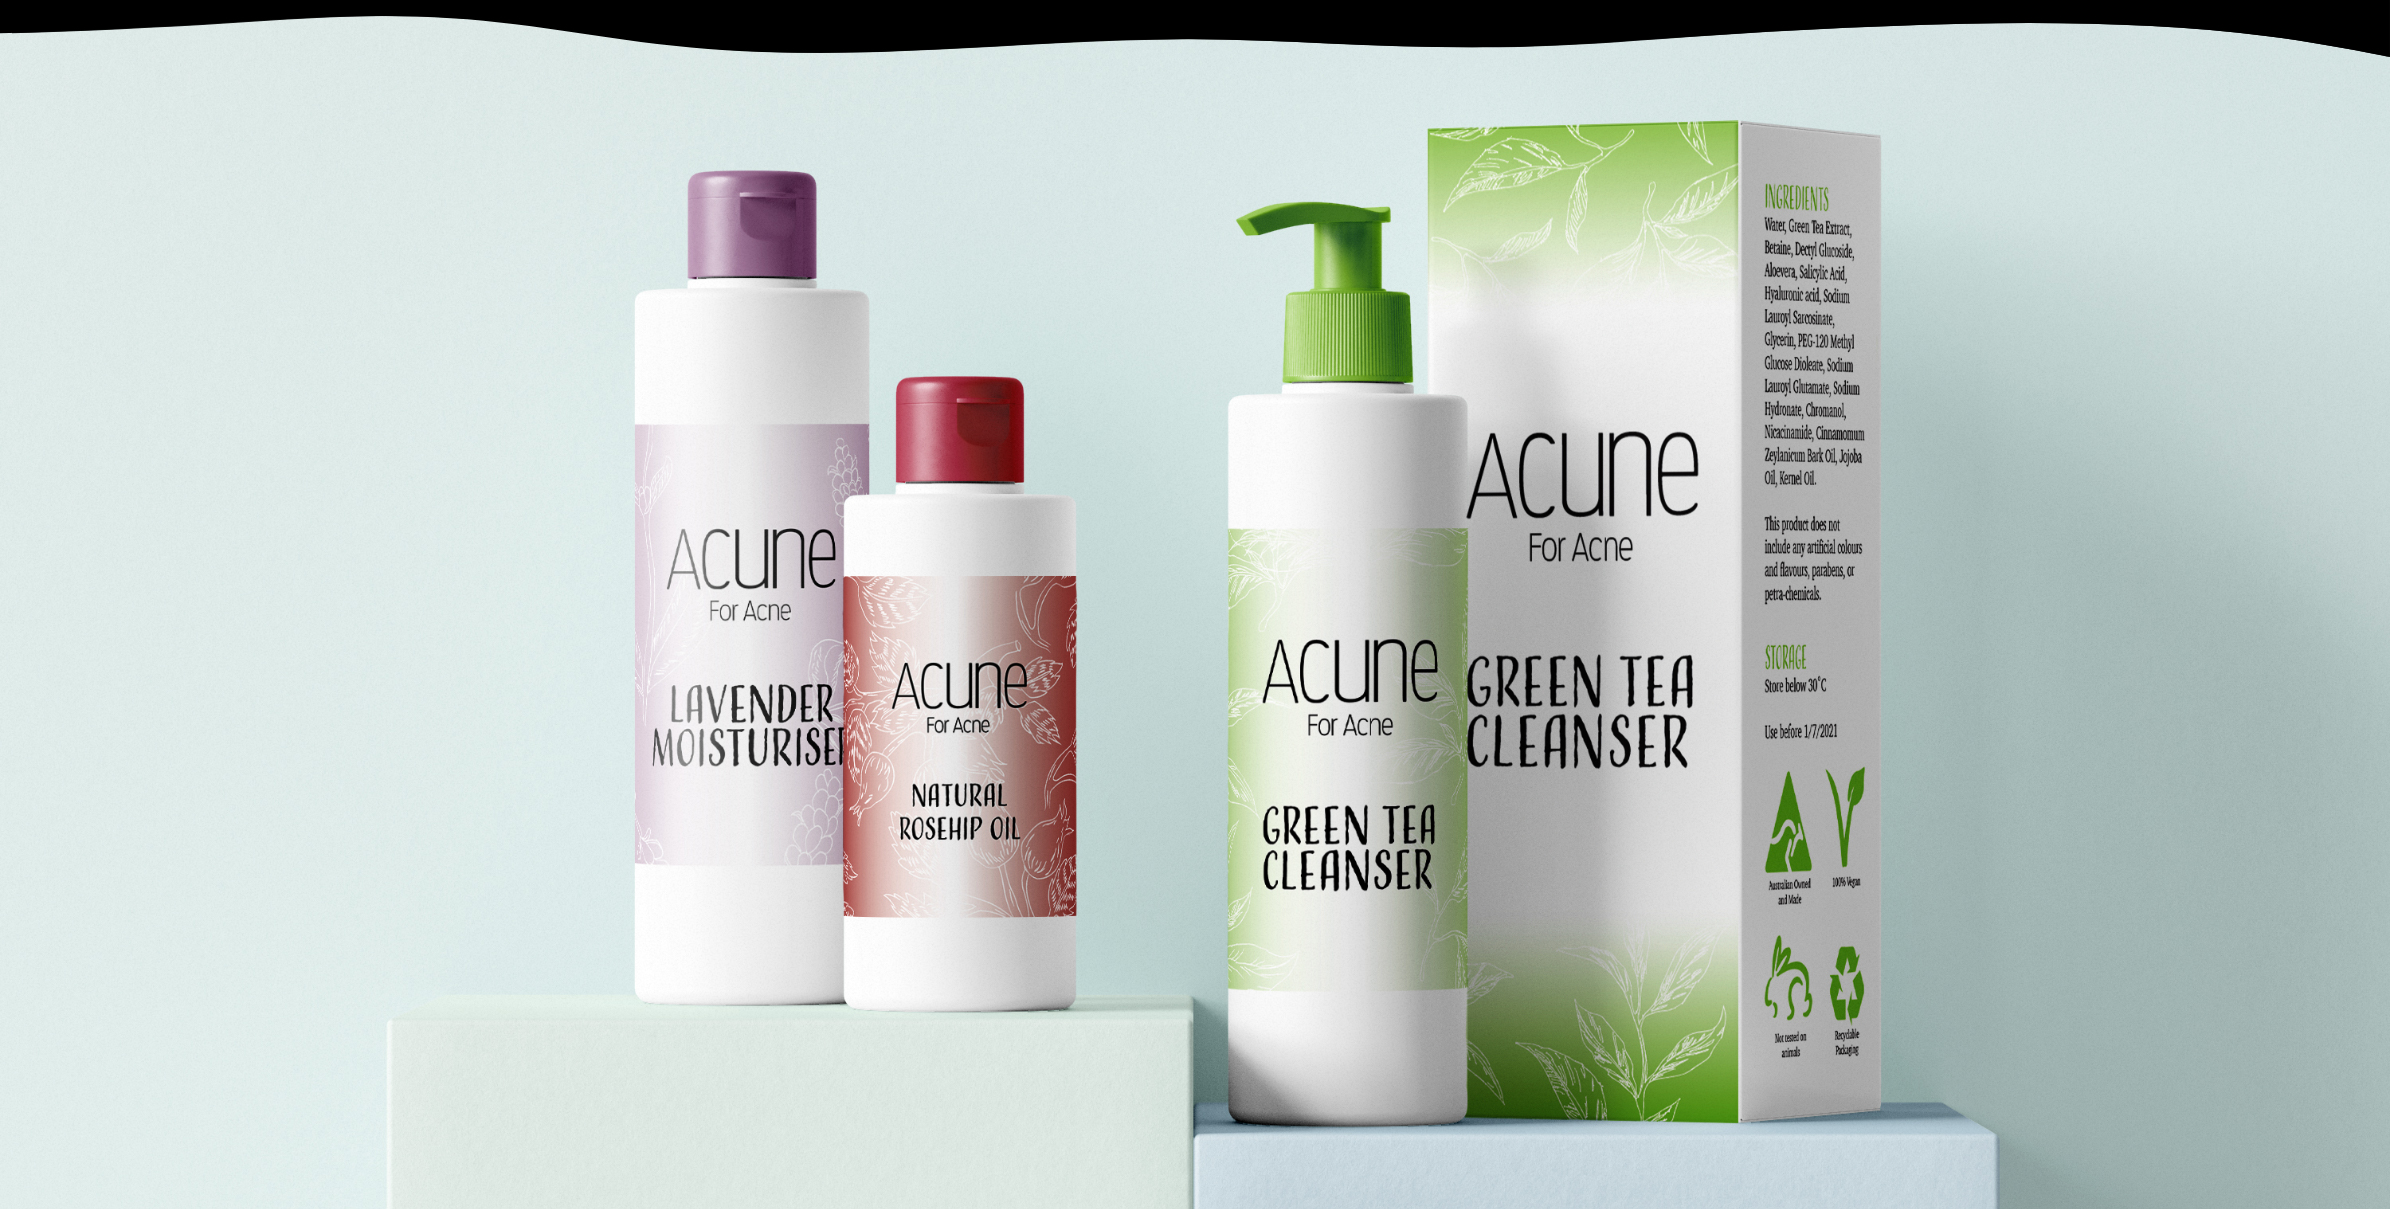 Acune
For Acne
LAVENDER
MOISTURISER
Acune
For Acne
NATURAL
ROSEHIP OIL
Acune
For Acne
GREEN TEA
CLEANSER
Acune
For Acne
GREEN TEA
CLEANSER
INGREDIENTS
Water, Green Tea Extract,
Betaine, Dectyl Glucoside,
Aloevera, Salicylic Acid,
Hyaluronic acid, Sodium
Lauroyl Sarcosinate,
Glycerin, PEG-120 Methyl
Glucose Dioleate, Sodium
Lauroyl Glutamate, Sodium
Hydronate, Chromanol,
Nicacinamide, Cinnamomum
Zeylanicum Bark Oil, Jojoba
Oil, Kernel Oil.
This product does not
include any artificial colours
and flavours, parabens, or
petra-chemicals.
STORAGE
Store below 30°C
Use before 1/7/2021
Australian Owned
and Made
100% Vegan
Not tested on
animals
Recyclable
Packaging